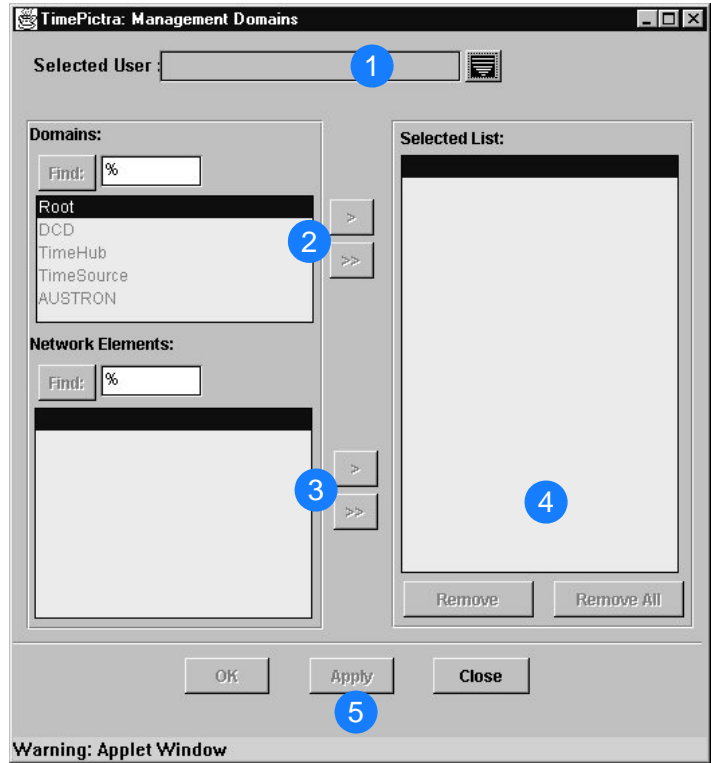 TimePictra: Management Domains
Selected User :
1
Domains:
Find: %
Root
DCD
TimeHub
TimeSource
AUSTRON
2
>
>>
Network Elements:
Find: %
3
>
>>
Selected List:
4
Remove Remove All
OK Apply Close
5
Warning: Applet Window